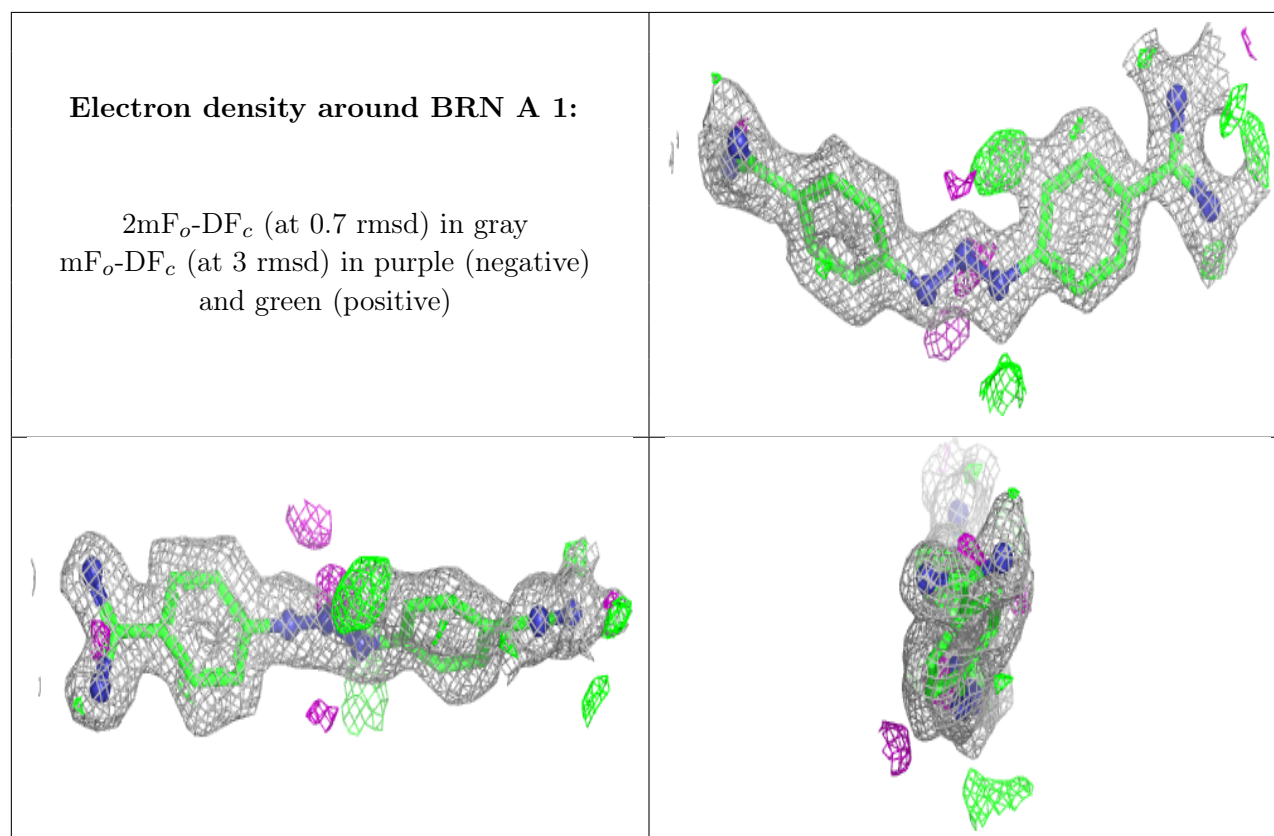 Electron density around BRN A 1:
2mFo-DFc (at 0.7 rmsd) in gray
mFo-DFc (at 3 rmsd) in purple (negative)
and green (positive)